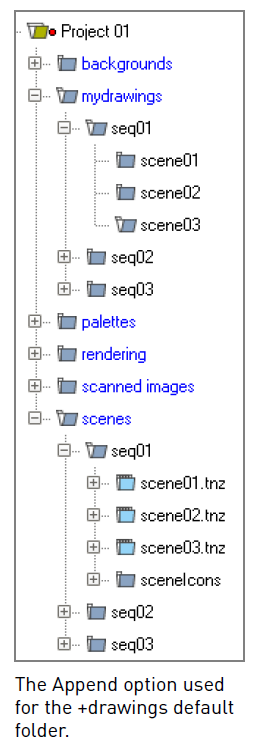 Project 01
backgrounds
mydrawings
seq01
scene01
scene02
scene03
seq02
seq03
palettes
rendering
scanned images
scenes
seq01
scene01.tnz
scene02.tnz
scene03.tnz
sceneIcons
seq02
seq03
The Append option used
for the +drawings default
folder.